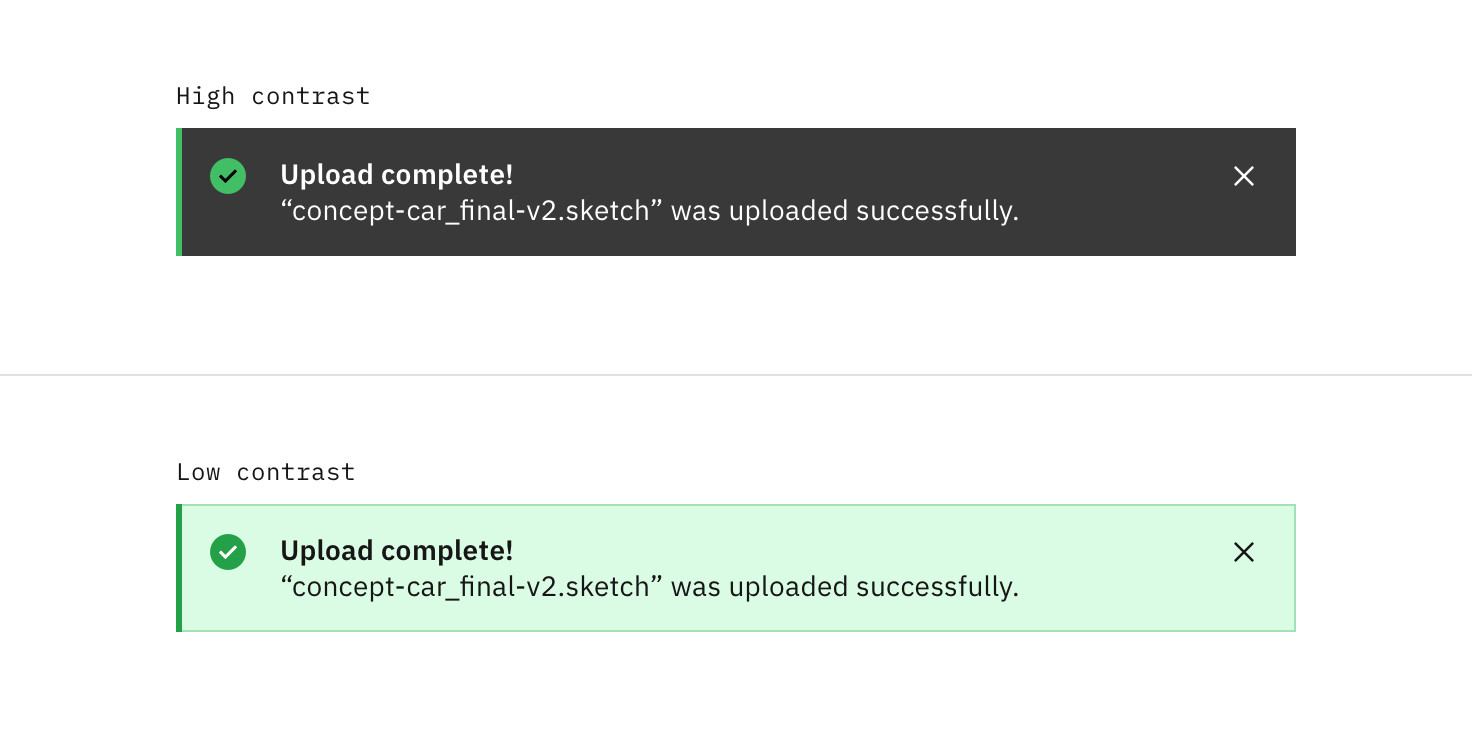 High contrast
Upload complete!
“concept-car_final-v2.sketch” was uploaded successfully.
Low contrast
Upload complete!
“concept-car_final-v2.sketch” was uploaded successfully.